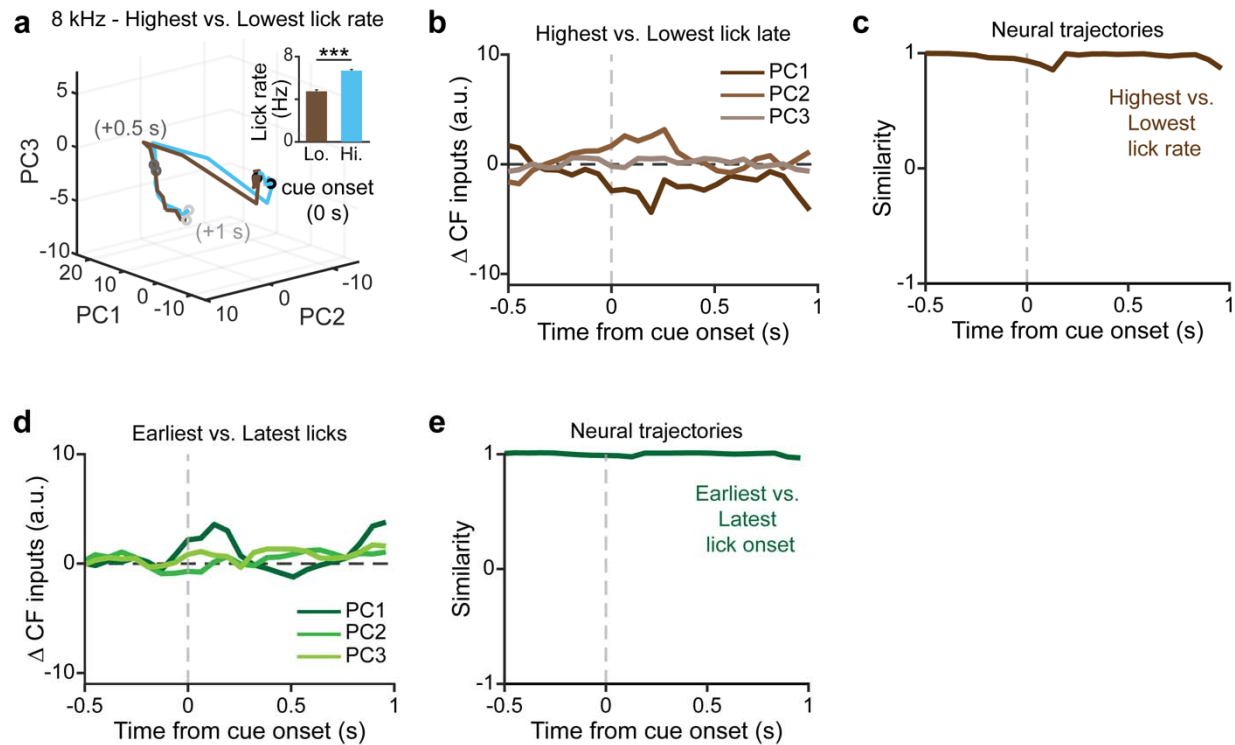 a
8 kHz - Highest vs. Lowest lick rate
PC3
5
0
-5
-10
(+0.5 s)
(+1 s)
cue onset
(0 s)
Lick rate
(Hz)
8
0
***
Lo.
Hi.
20
10
0
-10
PC1
10
0
-10
PC2
b
Highest vs. Lowest lick late
Δ CF inputs (a.u.)
10
0
-10
PC1
PC2
PC3
-0.5
0
0.5
1
Time from cue onset (s)
c
Neural trajectories
Similarity
1
0
-1
Highest vs.
Lowest
lick rate
-0.5
0
0.5
1
Time from cue onset (s)
d
Earliest vs. Latest licks
Δ CF inputs (a.u.)
10
0
-10
PC1
PC2
PC3
-0.5
0
0.5
1
Time from cue onset (s)
e
Neural trajectories
Similarity
1
0
-1
Earliest vs.
Latest
lick onset
-0.5
0
0.5
1
Time from cue onset (s)